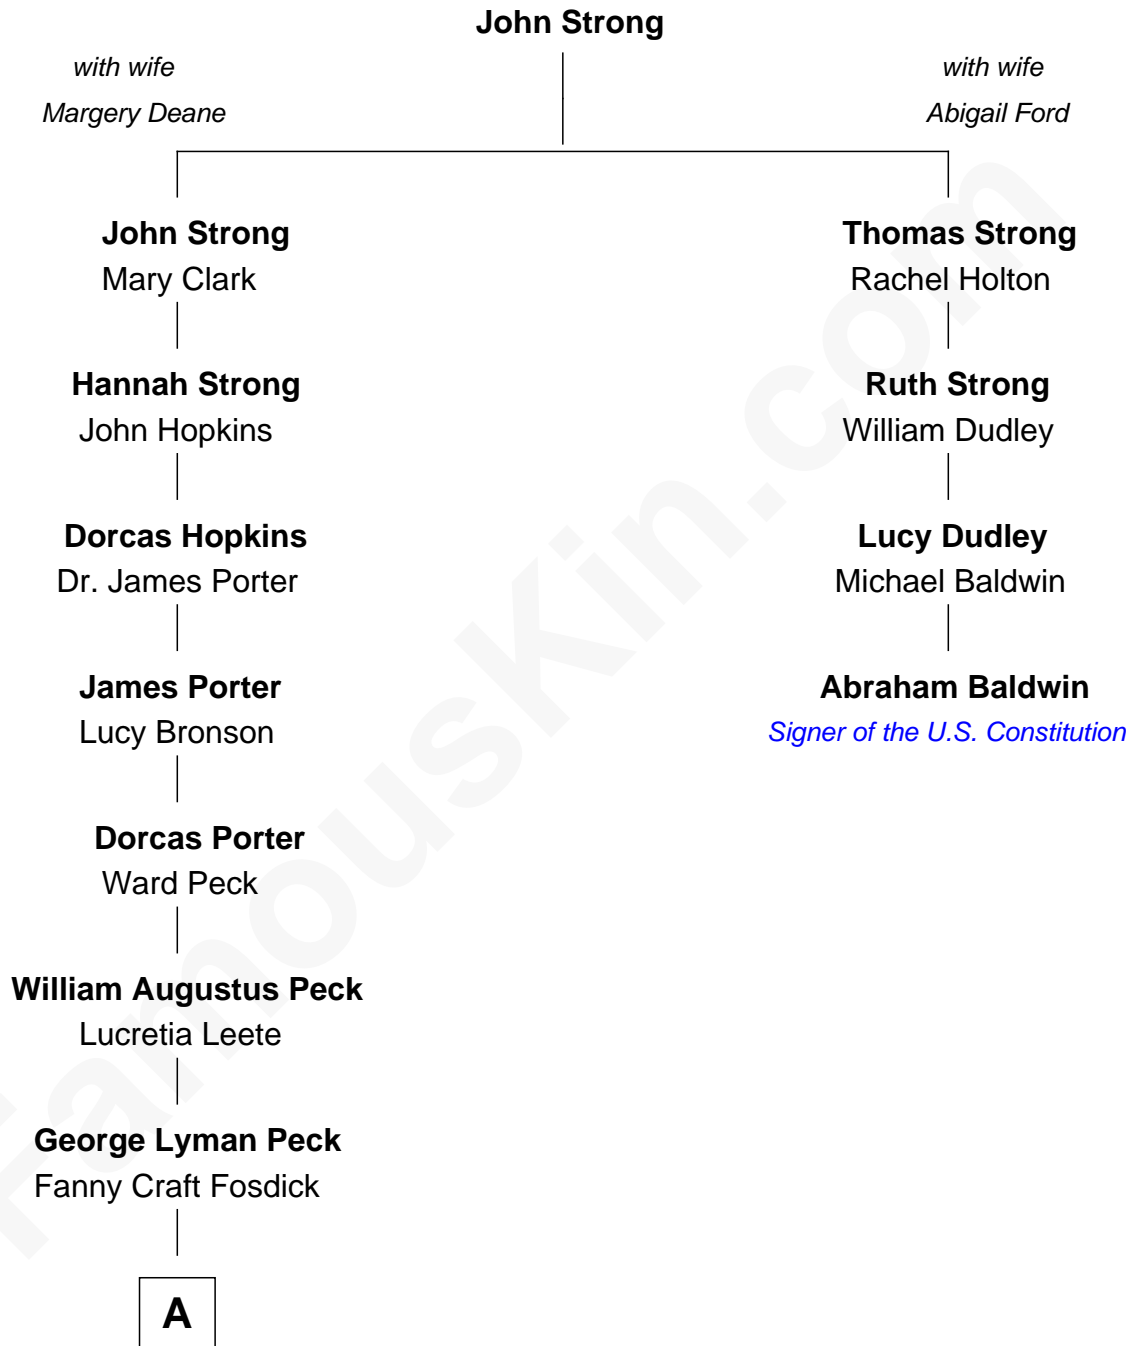 John Strong
with wife
Margery Deane
with wife
Abigail Ford
John Strong
Mary Clark
Thomas Strong
Rachel Holton
Hannah Strong
John Hopkins
Ruth Strong
William Dudley
Dorcas Hopkins
Dr. James Porter
Lucy Dudley
Michael Baldwin
James Porter
Lucy Bronson
Abraham Baldwin
Signer of the U.S. Constitution
Dorcas Porter
Ward Peck
William Augustus Peck
Lucretia Leete
George Lyman Peck
Fanny Craft Fosdick
A
FamousKin.com